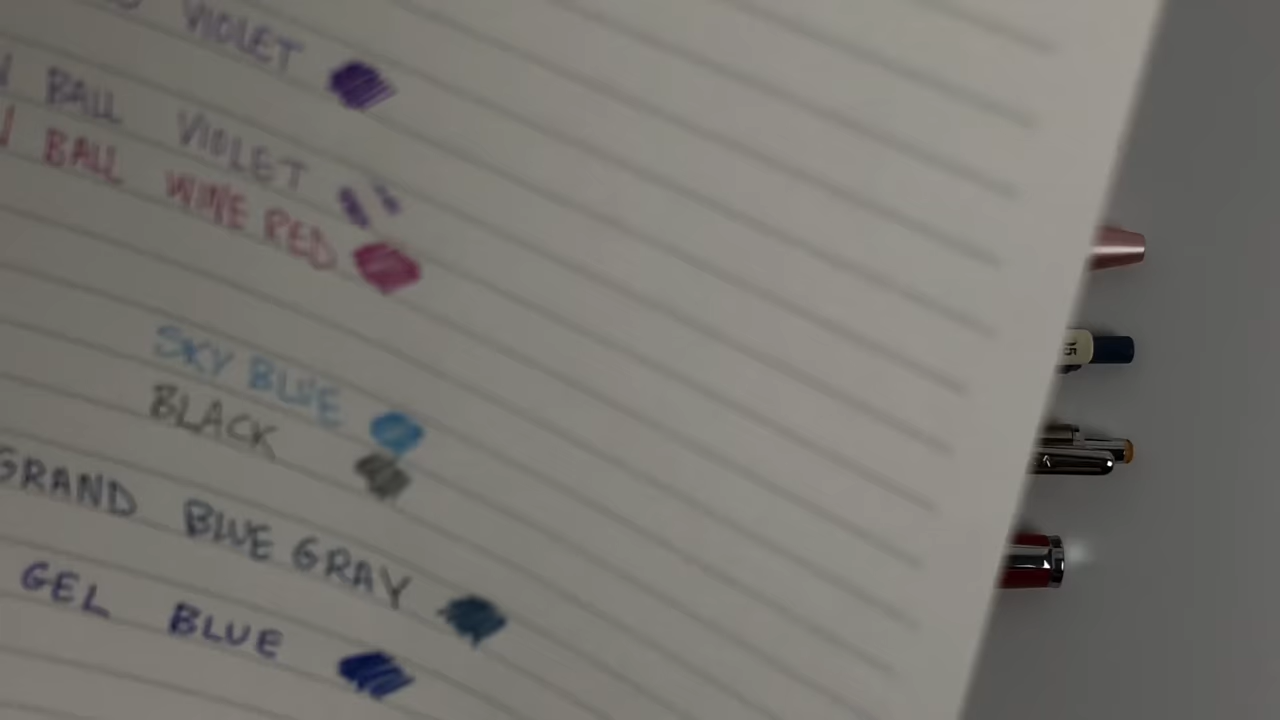 VIOLET
BALL VIOLET
BALL WINE RED
SKY BLUE
BLACK
GRAND BLUE GRAY
GEL BLUE